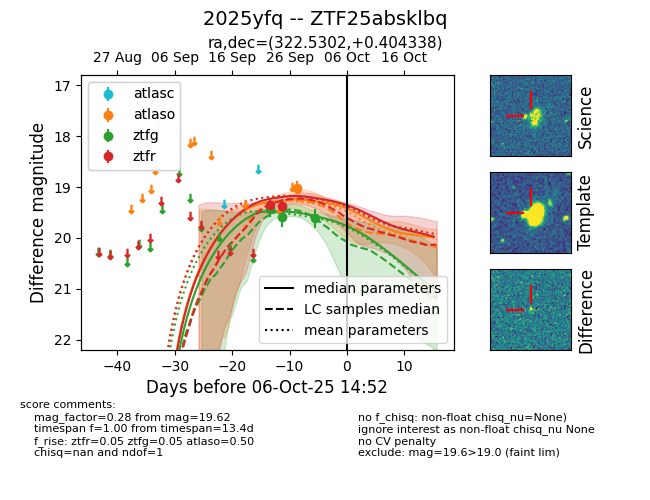 2025yfq -- ZTF25absklbq
ra,dec=(322.5302,+0.404338)
27 Aug 06 Sep 16 Sep 26 Sep 06 Oct 16 Oct
17
18
19
20
21
22
Difference magnitude
atlasc
atlaso
ztfg
ztfr
median parameters
LC samples median
mean parameters
−40 −30 −20 −10 0 10
Days before 06-Oct-25 14:52
Science
Template
Difference
score comments:
mag_factor=0.28 from mag=19.62
timespan f=1.00 from timespan=13.4d
f_rise: ztfr=0.05 ztfg=0.05 atlaso=0.50
chisq=nan and ndof=1
no f_chisq: non-float chisq_nu=None)
ignore interest as non-float chisq_nu None
no CV penalty
exclude: mag=19.6>19.0 (faint lim)